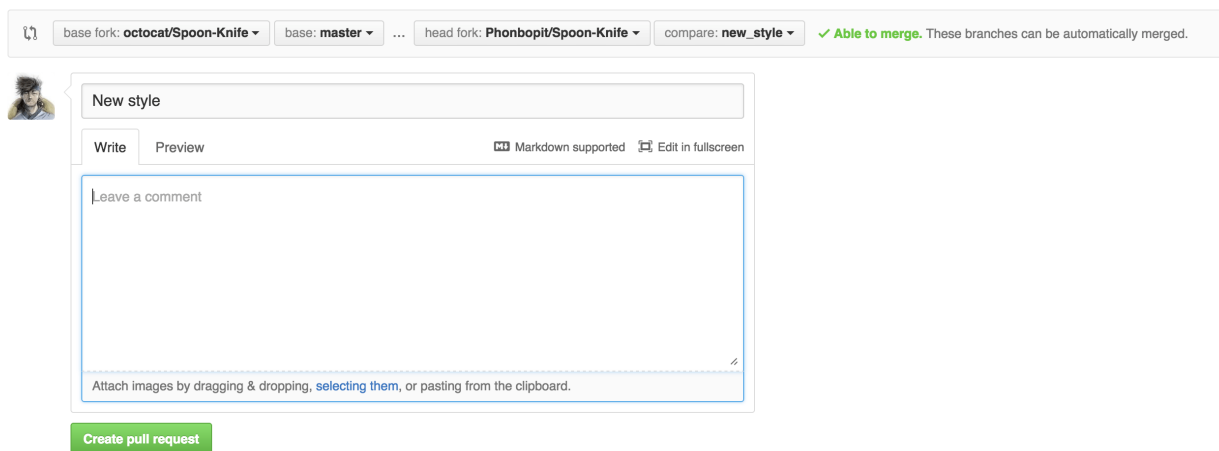 base fork: octocat/Spoon-Knife base: master ... head fork: Phonbopit/Spoon-Knife compare: new_style Able to merge. These branches can be automatically merged.
New style
Write Preview Markdown supported Edit in fullscreen
Leave a comment
Attach images by dragging & dropping, selecting them, or pasting from the clipboard.
Create pull request